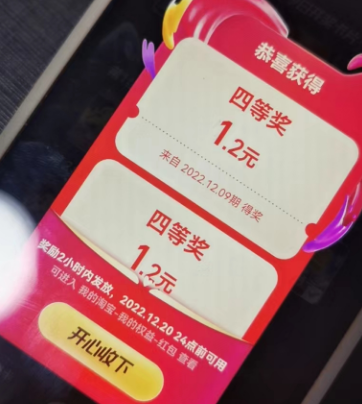 恭喜获得
四等奖
1.2元
来自 2022.12.09期 得奖
四等奖
1.2元
奖励2小时内发放，2022.12.20 24点前可用
可进入 我的淘宝-我的权益-红包 查看
开心收下